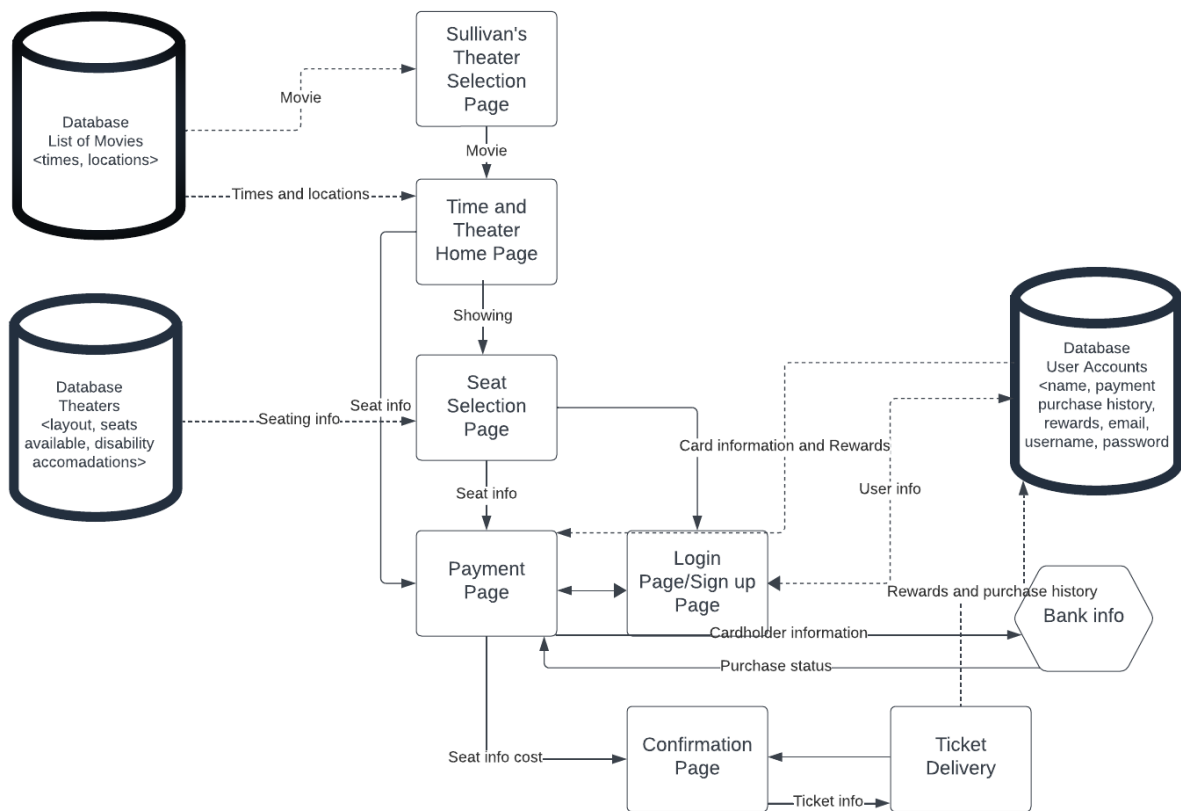 Sullivan's
Theater
Selection
Page
Database
List of Movies
<times, locations>
Movie
Movie
Times and locations
Time and
Theater
Home Page
Showing
Database
Theaters
<layout, seats
available, disability
accomadations>
Seating info
Seat info
Seat
Selection
Page
Database
User Accounts
<name, payment
purchase history,
rewards, email,
username, password
Card information and Rewards
User info
Seat info
Payment
Page
Login
Page/Sign up
Page
Rewards and purchase history
Bank info
Cardholder information
Purchase status
Seat info cost
Confirmation
Page
Ticket
Delivery
Ticket info